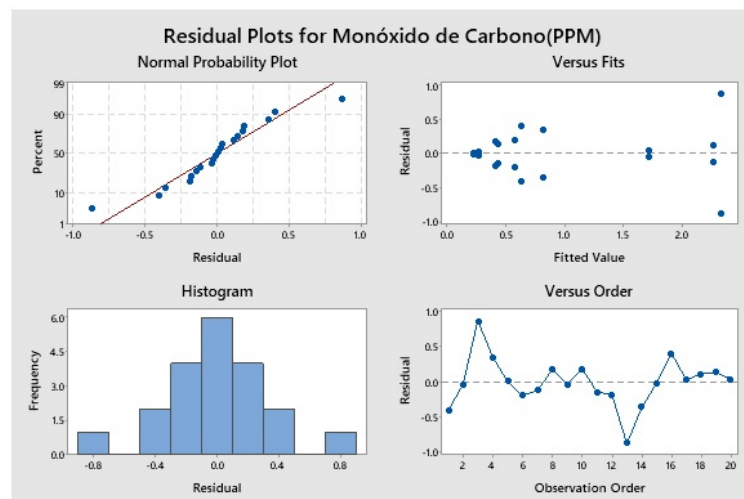 Residual Plots for Monóxido de Carbono(PPM)
Normal Probability Plot
99
90
50
10
1
Percent
-1.0 -0.5 0.0 0.5 1.0
Residual
Versus Fits
1.0
0.5
0.0
-0.5
-1.0
Residual
0.0 0.5 1.0 1.5 2.0
Fitted Value
Histogram
6.0
4.5
3.0
1.5
0.0
Frequency
-0.8 -0.4 0.0 0.4 0.8
Residual
Versus Order
1.0
0.5
0.0
-0.5
-1.0
Residual
2 4 6 8 10 12 14 16 18 20
Observation Order